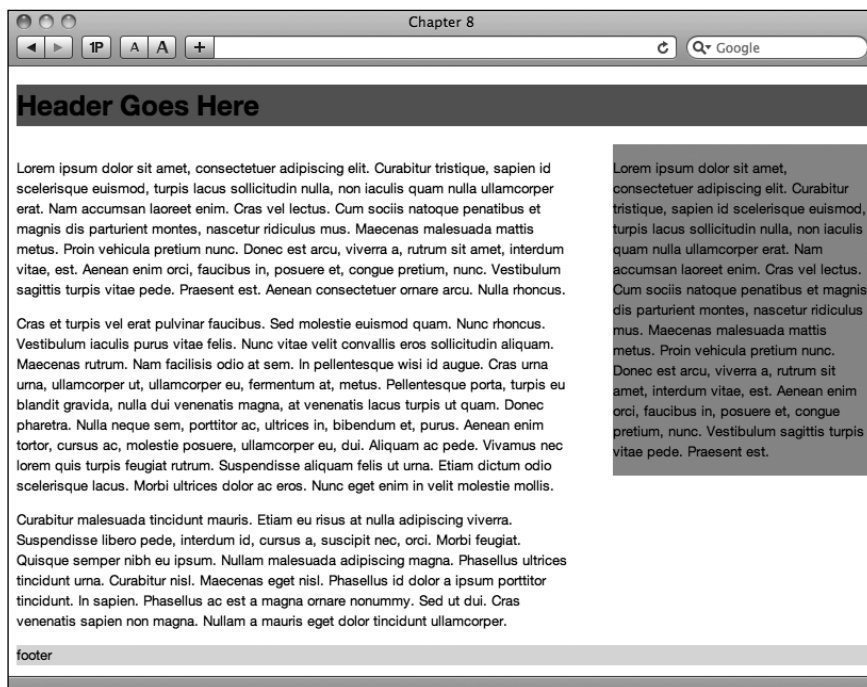 Chapter 8
1P
A
A
+
Google
Header Goes Here
Lorem ipsum dolor sit amet, consectetuer adipiscing elit. Curabitur tristique, sapien id
scelerisque euismod, turpis lacus sollicitudin nulla, non iaculis quam nulla ullamcorper
erat. Nam accumsan laoreet enim. Cras vel lectus. Cum sociis natoque penatibus et
magnis dis parturient montes, nascetur ridiculus mus. Maecenas malesuada mattis
metus. Proin vehicula pretium nunc. Donec est arcu, viverra a, rutrum sit amet, interdum
vitae, est. Aenean enim orci, faucibus in, posuere et, congue pretium, nunc. Vestibulum
sagittis turpis vitae pede. Praesent est. Aenean consectetuer ornare arcu. Nulla rhoncus.
Cras et turpis vel erat pulvinar faucibus. Sed molestie euismod quam. Nunc rhoncus.
Vestibulum iaculis purus vitae felis. Nunc vitae velit convallis eros sollicitudin aliquam.
Maecenas rutrum. Nam facilisis odio at sem. In pellentesque wisi id augue. Cras urna
urna, ullamcorper ut, ullamcorper eu, fermentum at, metus. Pellentesque porta, turpis eu
blandit gravida, nulla dui venenatis magna, at venenatis lacus turpis ut quam. Donec
pharetra. Nulla neque sem, porttitor ac, ultrices in, bibendum et, purus. Aenean enim
tortor, cursus ac, molestie posuere, ullamcorper eu, dui. Aliquam ac pede. Vivamus nec
lorem quis turpis feugiat rutrum. Suspendisse aliquam felis ut urna. Etiam dictum odio
scelerisque lacus. Morbi ultrices dolor ac eros. Nunc eget enim in velit molestie mollis.
Curabitur malesuada tincidunt mauris. Etiam eu risus at nulla adipiscing viverra.
Suspendisse libero pede, interdum id, cursus a, suscipit nec, orci. Morbi feugiat.
Quisque semper nibh eu ipsum. Nullam malesuada adipiscing magna. Phasellus ultrices
tincidunt urna. Curabitur nisl. Maecenas eget nisl. Phasellus id dolor a ipsum porttitor
tincidunt. In sapien. Phasellus ac est a magna ornare nonummy. Sed ut dui. Cras
venenatis sapien non magna. Nullam a mauris eget dolor tincidunt ullamcorper.
Lorem ipsum dolor sit amet,
consectetuer adipiscing elit. Curabitur
tristique, sapien id scelerisque euismod,
turpis lacus sollicitudin nulla, non iaculis
quam nulla ullamcorper erat. Nam
accumsan laoreet enim. Cras vel lectus.
Cum sociis natoque penatibus et magnis
dis parturient montes, nascetur ridiculus
mus. Maecenas malesuada mattis
metus. Proin vehicula pretium nunc.
Donec est arcu, viverra a, rutrum sit
amet, interdum vitae, est. Aenean enim
orci, faucibus in, posuere et, congue
pretium, nunc. Vestibulum sagittis turpis
vitae pede. Praesent est.
footer